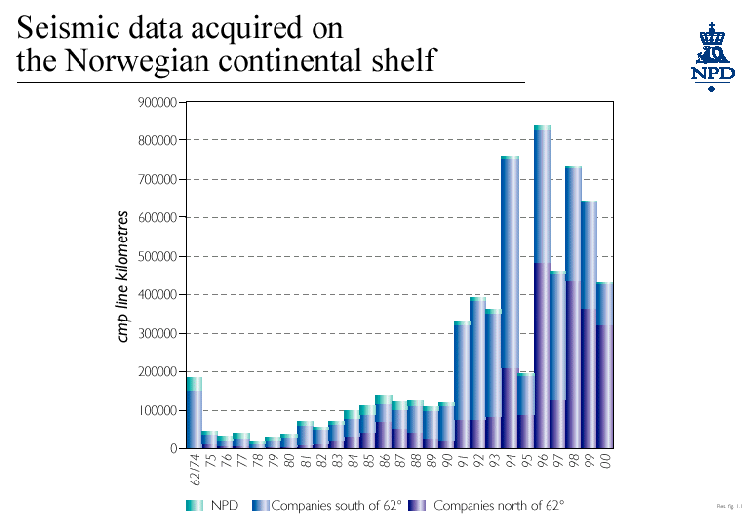 Seismic data acquired on
the Norwegian continental shelf
NPD
cmp line kilometres
900000
800000
700000
600000
500000
400000
300000
200000
100000
0
62/74 75 76 77 78 79 80 81 82 83 84 85 86 87 88 89 90 91 92 93 94 95 96 97 98 99 00
NPD Companies south of 62° Companies north of 62°